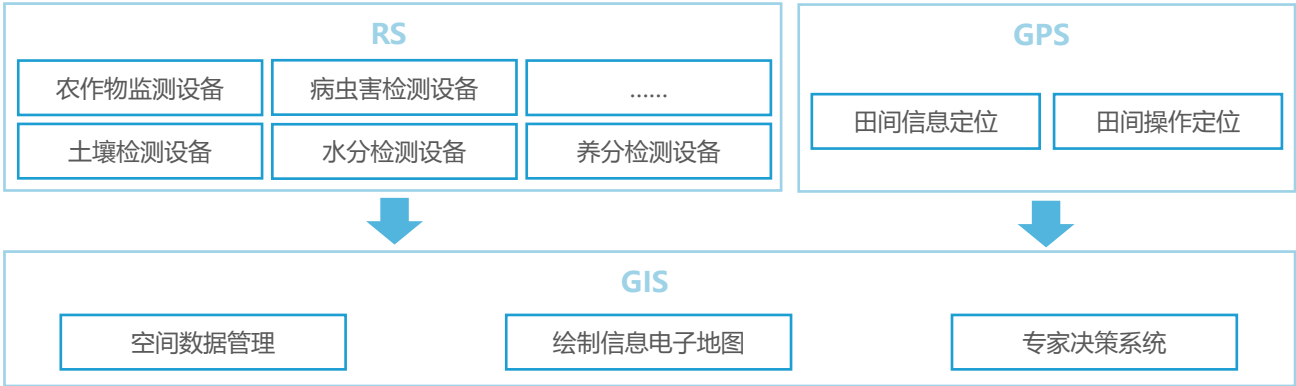 RS
农作物监测设备
病虫害检测设备
......
土壤检测设备
水分检测设备
养分检测设备
GPS
田间信息定位
田间操作定位
GIS
空间数据管理
绘制信息电子地图
专家决策系统